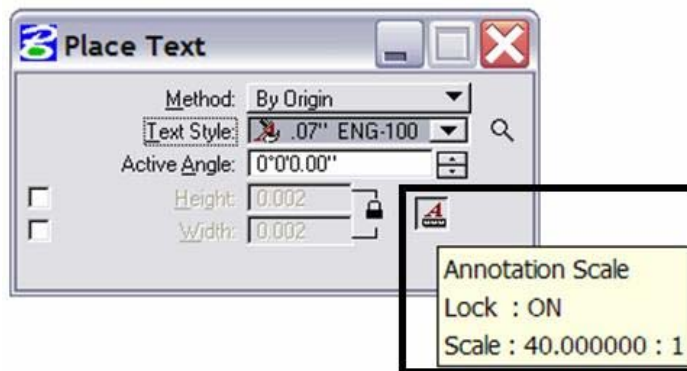 Place Text
Method: By Origin
Text Style: .07'' ENG-100
Active Angle: 0°0'0.00''
Height: 0.002
Width: 0.002
Annotation Scale
Lock : ON
Scale : 40.000000 : 1